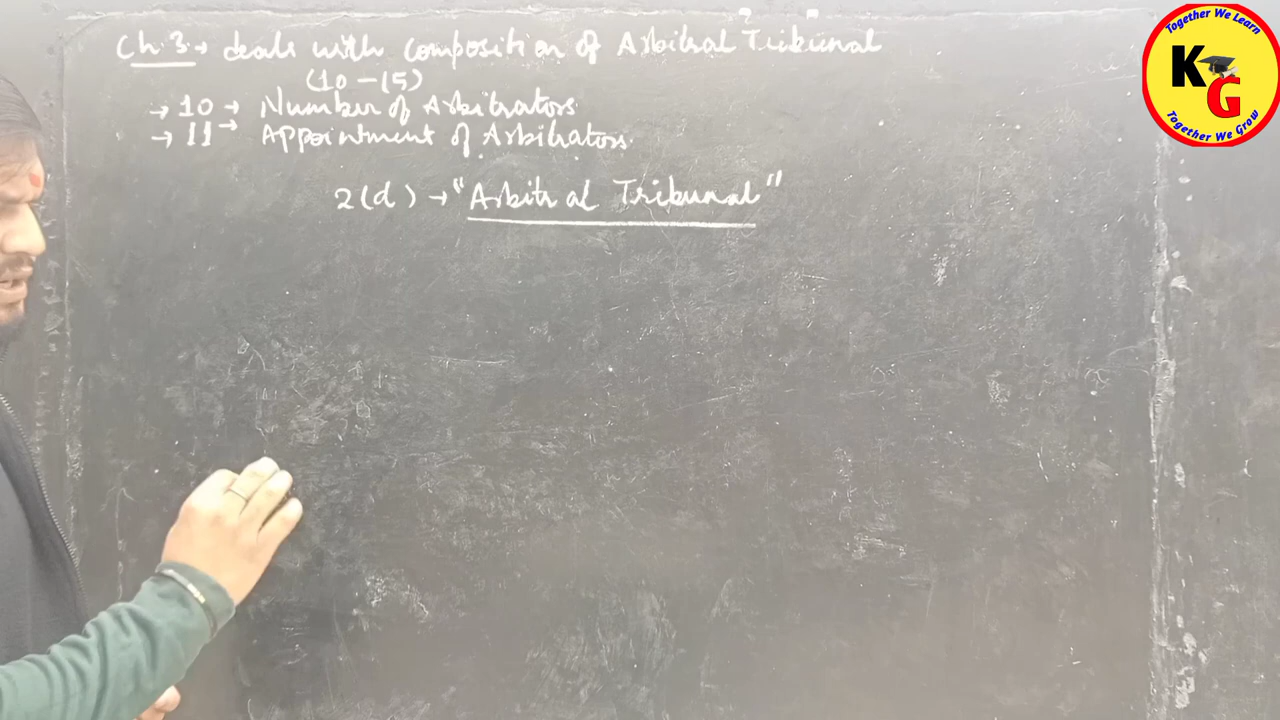 Ch. 3 → deals with composition of Arbitral Tribunal
(10 – 15)
→ 10 → Number of Arbitrators
→ 11 → Appointment of Arbitrators.
2(d) → "Arbitral Tribunal"
Together We Learn
KG
Together We Grow